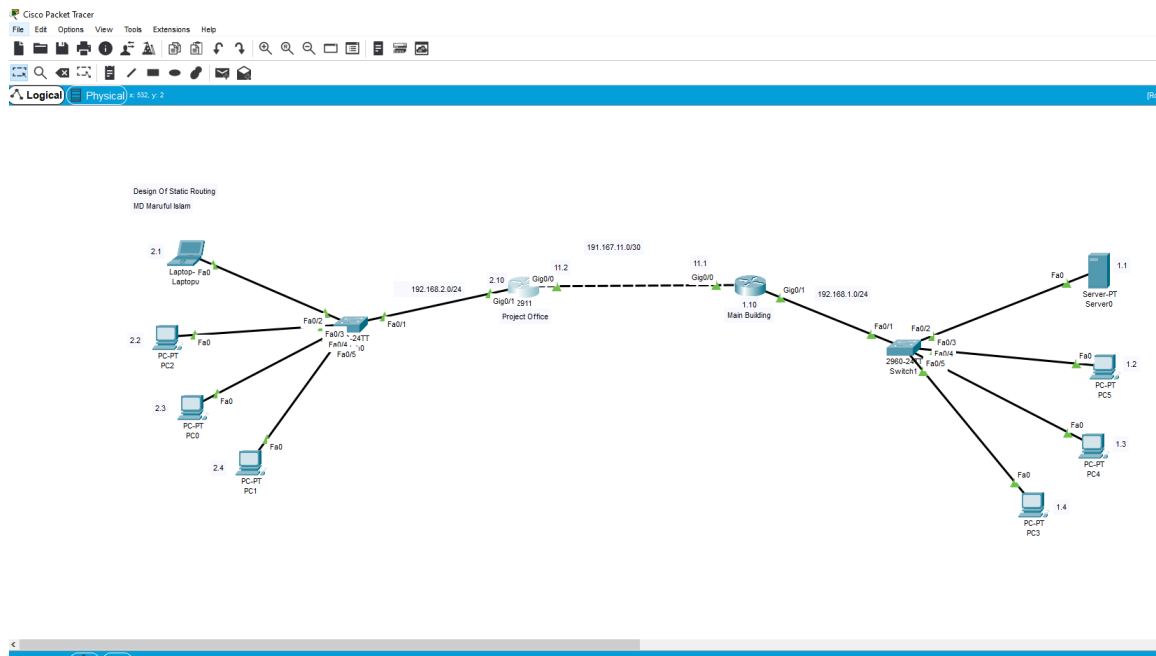 Cisco Packet Tracer
File Edit Options View Tools Extensions Help
Logical Physical x: 532, y: 2
Design Of Static Routing
MD Maruful Islam
191.167.11.0/30
2.1
Laptop- Fa0
Laptopu
11.2
11.1
2.10 Gig0/0
Gig0/0
192.168.2.0/24
Gig0/1 2911
Project Office
1.10
Main Building
Gig0/1
192.168.1.0/24
Fa0
1.1
Server-PT
Server0
Fa0/2
Fa0/1
Fa0/3
-24TT
Fa0/4
Fa0/5
2.2
Fa0
PC-PT
PC2
2.3
Fa0
PC-PT
PC0
2.4
Fa0
PC-PT
PC1
Fa0/1
Fa0/2
Fa0/3
Fa0/4
Fa0/5
2960-24TT
Switch1
Fa0
1.2
PC-PT
PC5
Fa0
1.3
PC-PT
PC4
Fa0
1.4
PC-PT
PC3